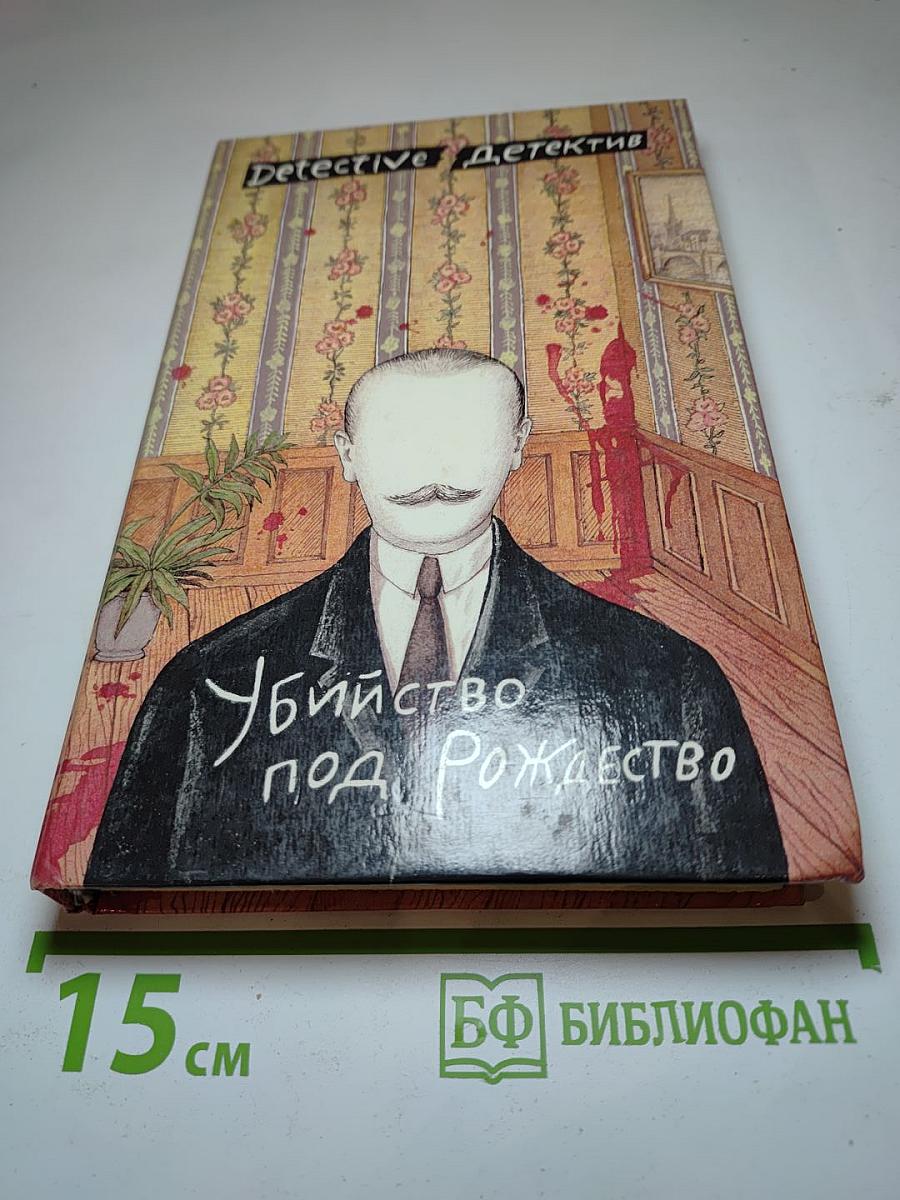 Detective Детектив
Убийство
под Рождество
15 см
БФ БИБЛИОФАН